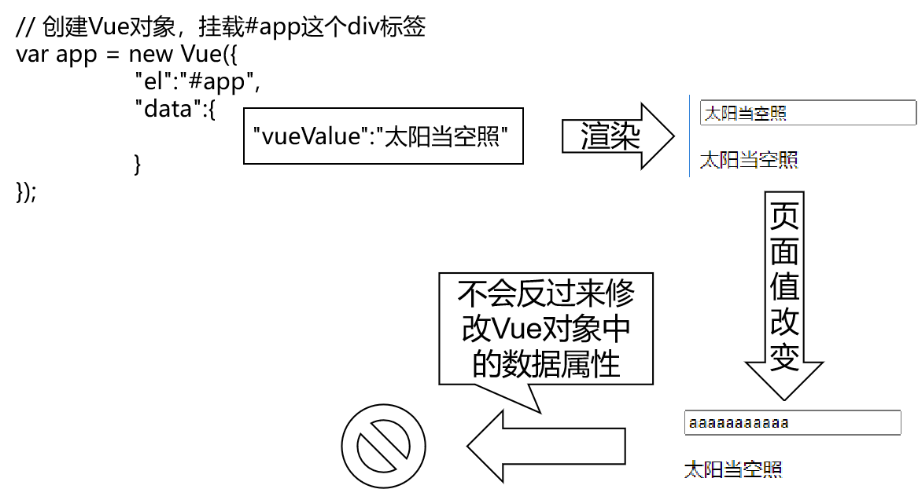 // 创建Vue对象，挂载#app这个div标签
var app = new Vue({
"el":"#app",
"data":{
"vueValue":"太阳当空照"
}
});
渲染
太阳当空照
太阳当空照
页面值改变
不会反过来修
改Vue对象中
的数据属性
aaaaaaaaaaa
太阳当空照